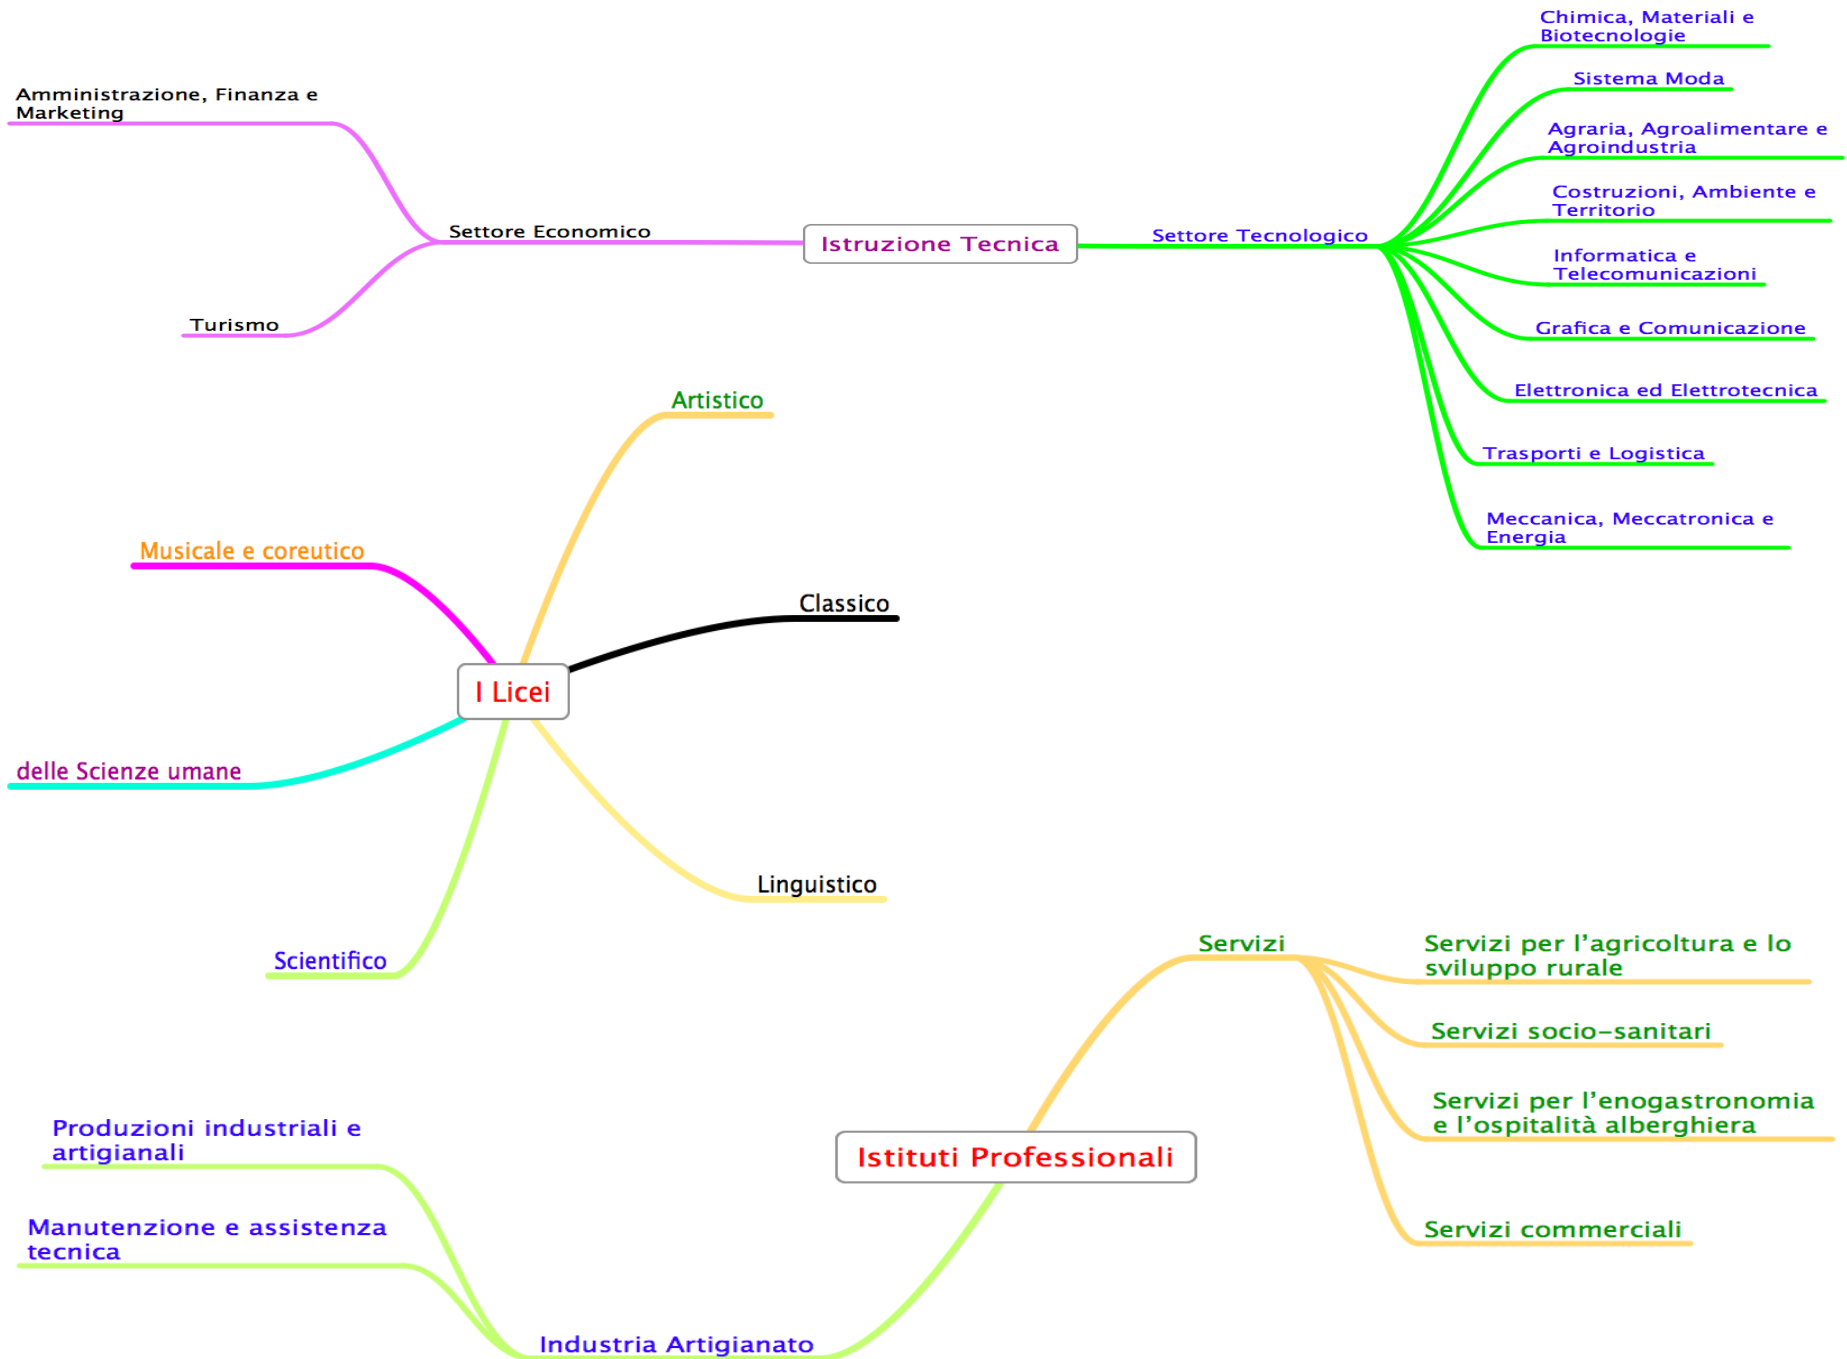 Chimica, Materiali e
Biotecnologie
Sistema Moda
Amministrazione, Finanza e
Marketing
Agraria, Agroalimentare e
Agroindustria
Costruzioni, Ambiente e
Territorio
Settore Economico
Istruzione Tecnica
Settore Tecnologico
Informatica e
Telecomunicazioni
Turismo
Grafica e Comunicazione
Elettronica ed Elettrotecnica
Trasporti e Logistica
Meccanica, Meccatronica e
Energia
Artistico
Musicale e coreutico
Classico
I Licei
delle Scienze umane
Linguistico
Scientifico
Servizi
Servizi per l’agricoltura e lo
sviluppo rurale
Servizi socio-sanitari
Servizi per l’enogastronomia
e l’ospitalità alberghiera
Servizi commerciali
Istituti Professionali
Produzioni industriali e
artigianali
Manutenzione e assistenza
tecnica
Industria Artigianato